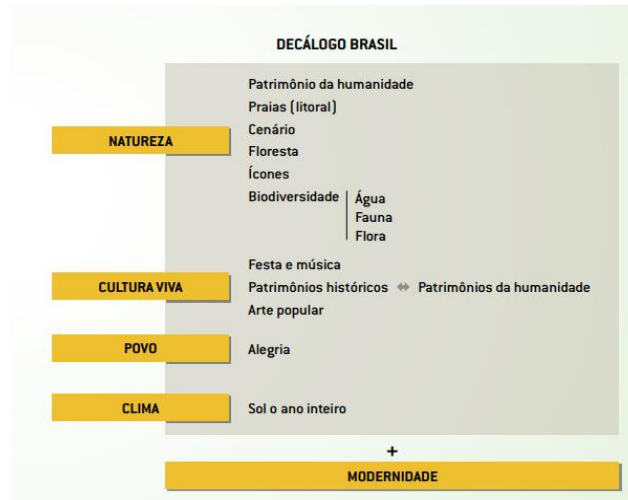 DECÁLOGO BRASIL
NATUREZA
Patrimônio da humanidade
Praias (litoral)
Cenário
Floresta
Ícones
Biodiversidade
Água
Fauna
Flora
CULTURA VIVA
Festa e música
Patrimônios históricos ⇔ Patrimônios da humanidade
Arte popular
POVO
Alegria
CLIMA
Sol o ano inteiro
+
MODERNIDADE